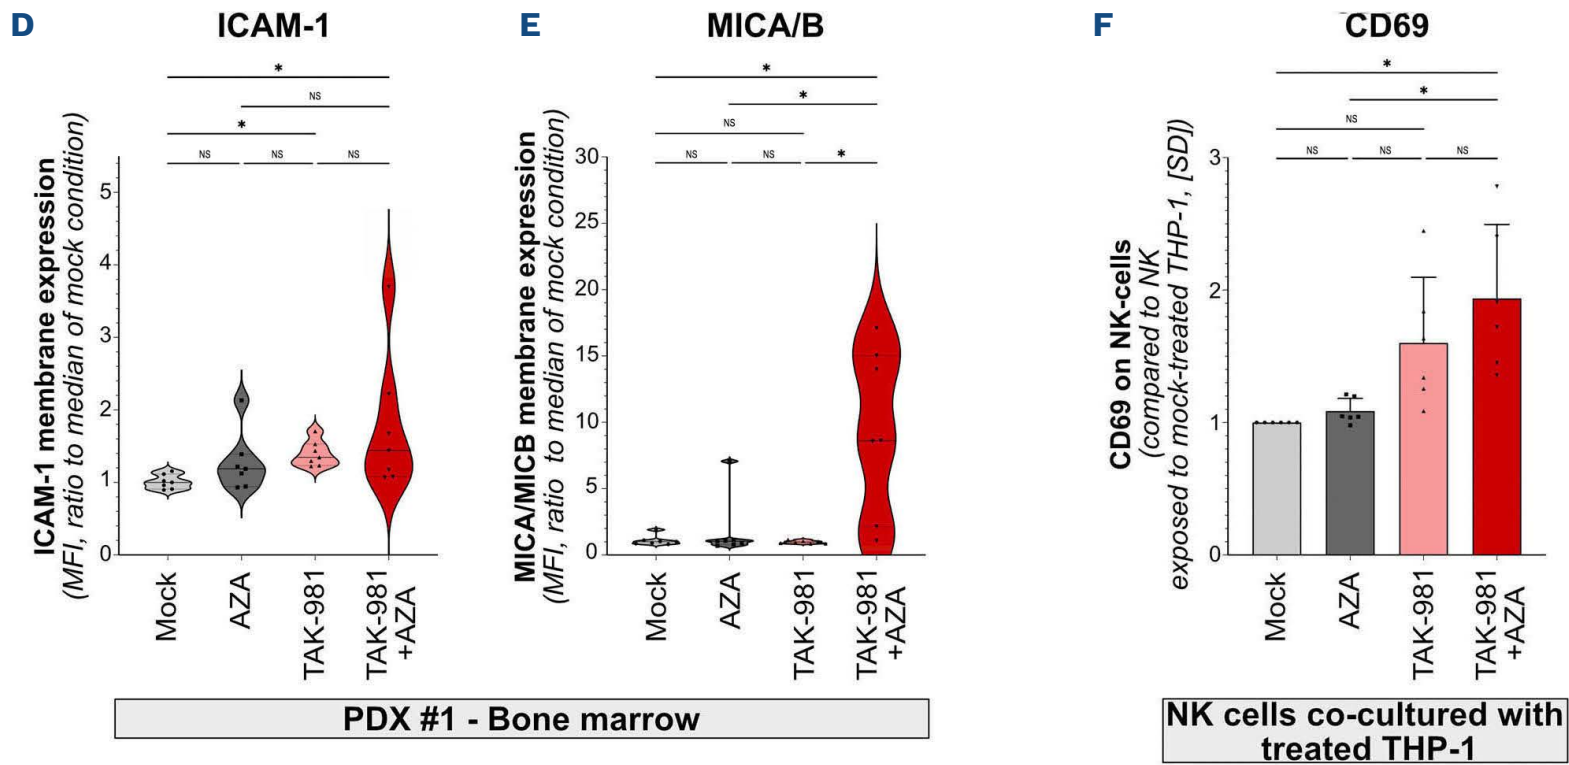 D
ICAM-1
*
NS
*
NS
NS
NS
ICAM-1 membrane expression
(MFI, ratio to median of mock condition)
5
4
3
2
1
0
Mock
AZA
TAK-981
TAK-981
+AZA
E
MICA/B
*
*
NS
NS
NS
*
MICA/MICB membrane expression
(MFI, ratio to median of mock condition)
30
25
20
15
10
5
0
Mock
AZA
TAK-981
TAK-981
+AZA
PDX #1 - Bone marrow
F
CD69
*
*
NS
NS
NS
NS
CD69 on NK-cells
(compared to NK
exposed to mock-treated THP-1, [SD])
3
2
1
0
Mock
AZA
TAK-981
TAK-981
+AZA
NK cells co-cultured with
treated THP-1